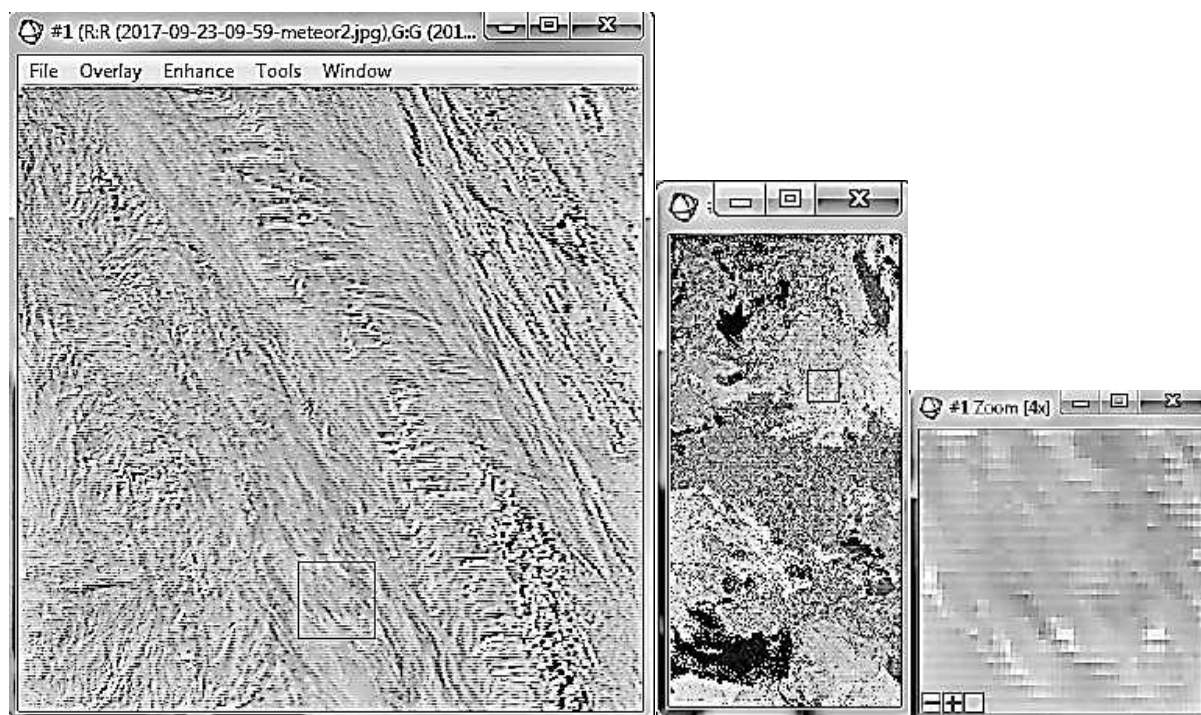 #1 (R:R (2017-09-23-09-59-meteor2.jpg),G:G (201...
File Overlay Enhance Tools Window
#1 Zoom [4x]